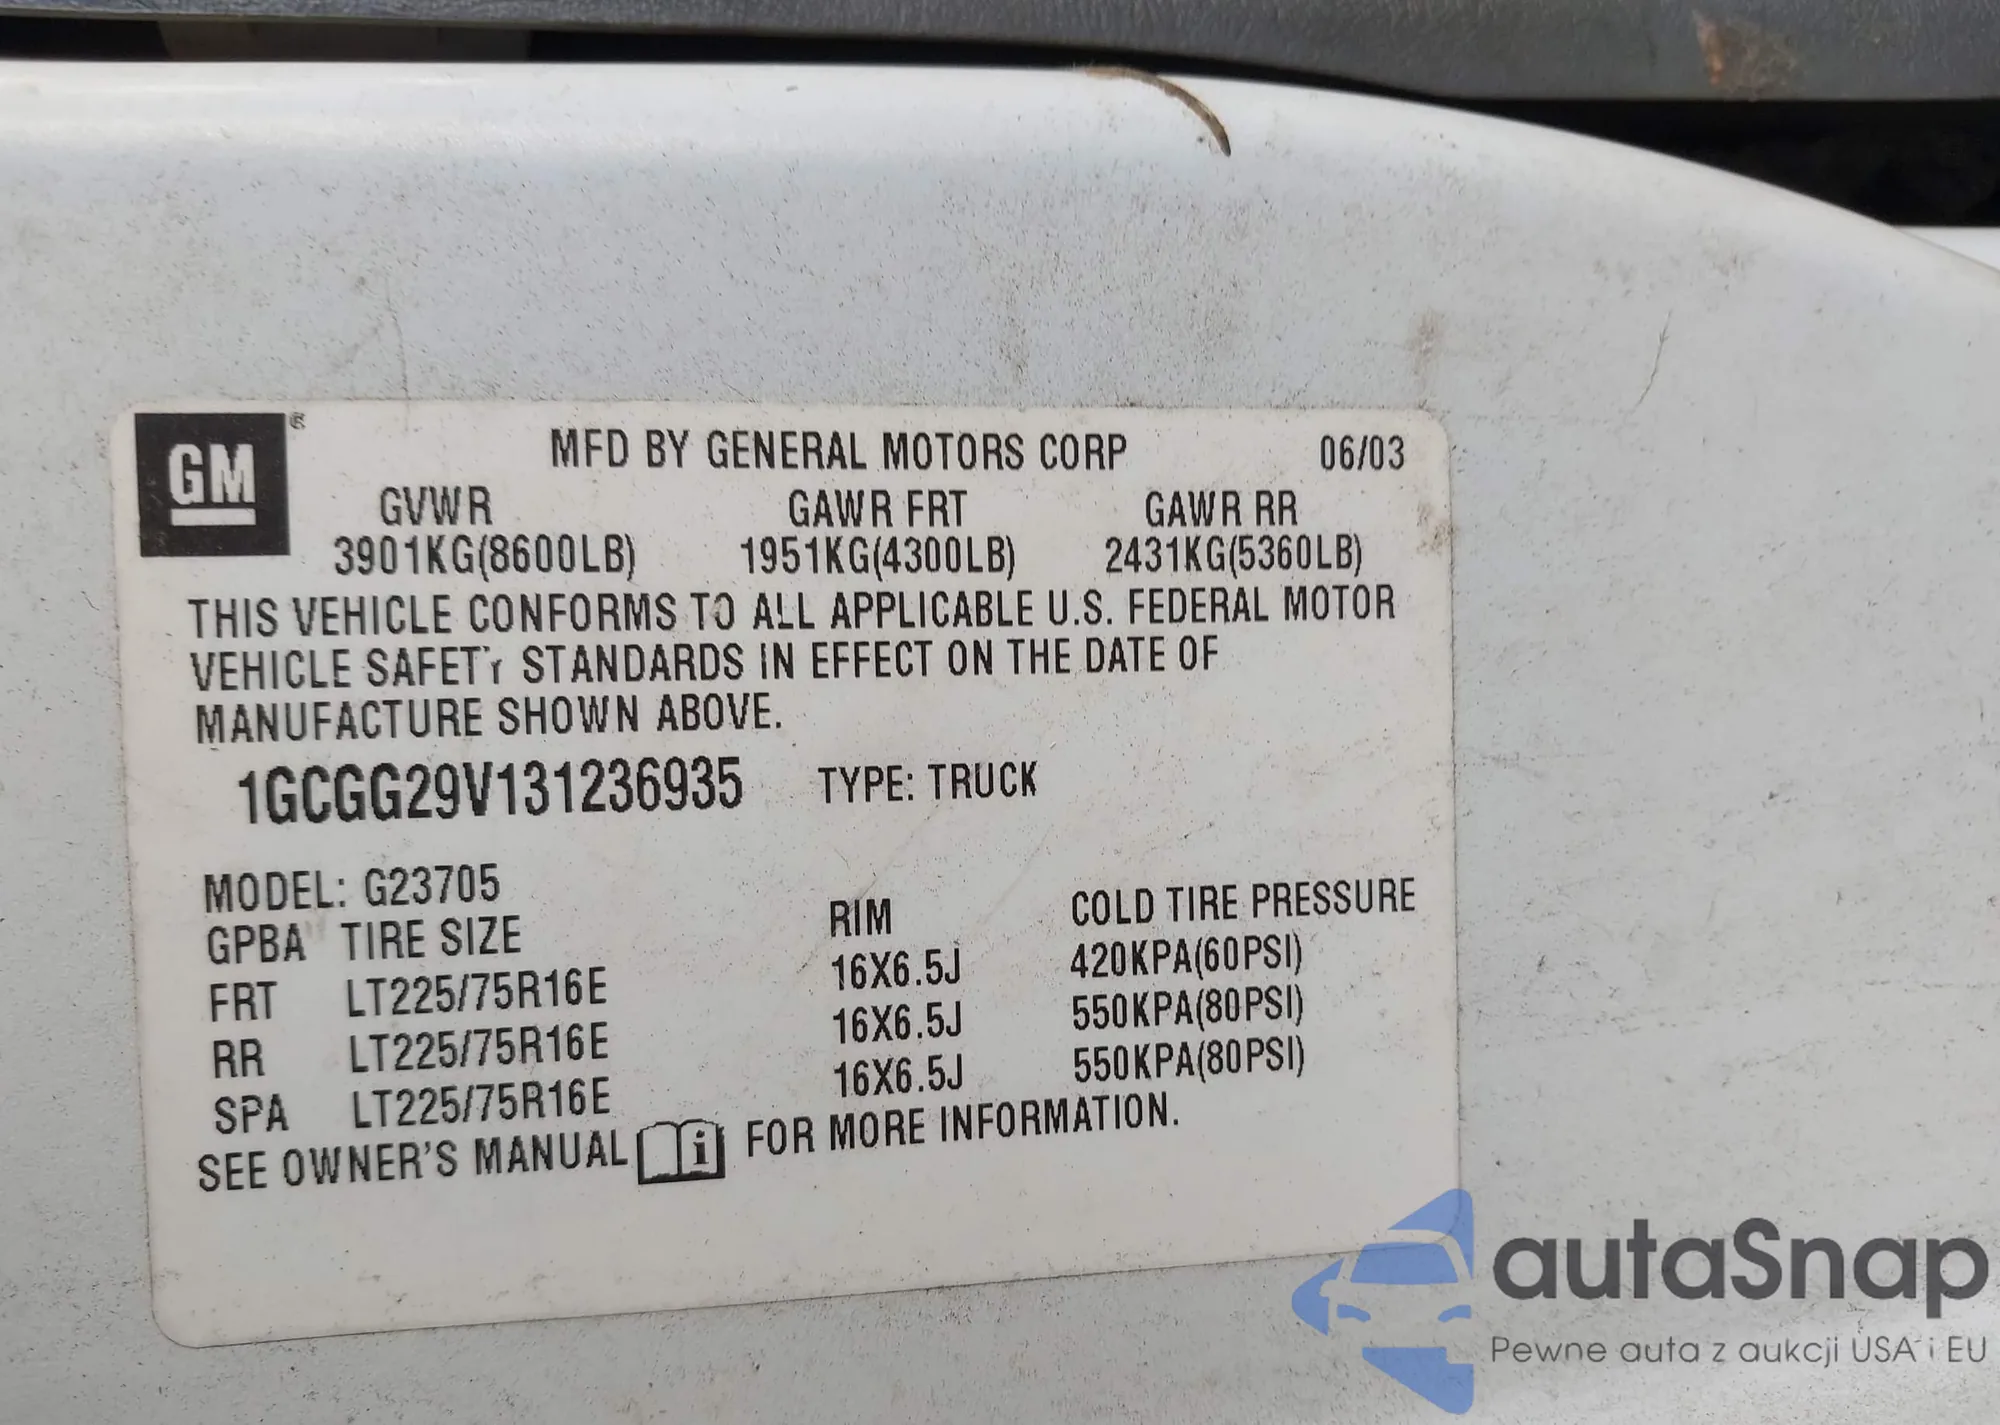 GM ®
MFD BY GENERAL MOTORS CORP 06/03
GVWR GAWR FRT GAWR RR
3901KG(8600LB) 1951KG(4300LB) 2431KG(5360LB)
THIS VEHICLE CONFORMS TO ALL APPLICABLE U.S. FEDERAL MOTOR
VEHICLE SAFETY STANDARDS IN EFFECT ON THE DATE OF
MANUFACTURE SHOWN ABOVE.
1GCGG29V131236935 TYPE: TRUCK
MODEL: G23705
GPBA TIRE SIZE RIM COLD TIRE PRESSURE
FRT LT225/75R16E 16X6.5J 420KPA(60PSI)
RR LT225/75R16E 16X6.5J 550KPA(80PSI)
SPA LT225/75R16E 16X6.5J 550KPA(80PSI)
SEE OWNER'S MANUAL i FOR MORE INFORMATION.
autaSnap
Pewne auta z aukcji USA i EU